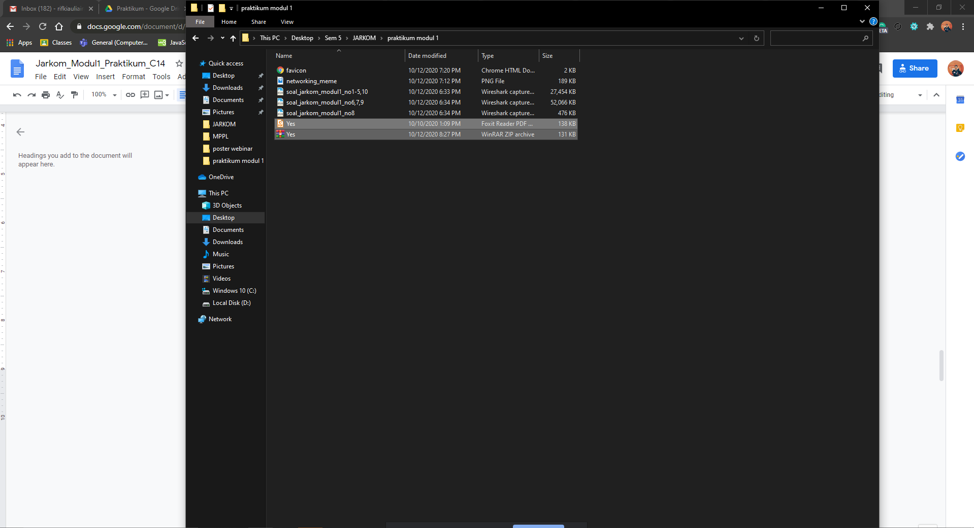 Inbox (182) - rifkiaulian
Praktikum - Google D
docs.google.com/document/d/
Apps Classes General (Computer... Java
Jarkom_Modul1_Praktikum_C14
File Edit View Insert Format Tools Ad
100%
Headings you add to the document will
appear here.
praktikum modul 1
File Home Share View
This PC > Desktop > Sem 5 > JARKOM > praktikum modul 1
Quick access
Desktop
Downloads
Documents
Pictures
JARKOM
MPPL
poster webinar
praktikum modul 1
OneDrive
This PC
3D Objects
Desktop
Documents
Downloads
Music
Pictures
Videos
Windows 10 (C:)
Local Disk (D:)
Network
Name Date modified Type Size
favicon 10/12/2020 7:20 PM Chrome HTML Do... 2 KB
networking_meme 10/12/2020 7:12 PM PNG File 189 KB
soal_jarkom_modul1_no1-5,10 10/12/2020 6:33 PM Wireshark capture... 27,454 KB
soal_jarkom_modul1_no6,7,9 10/12/2020 6:34 PM Wireshark capture... 52,066 KB
soal_jarkom_modul1_no8 10/12/2020 6:34 PM Wireshark capture... 476 KB
Yes 10/10/2020 1:09 PM Foxit Reader PDF ... 138 KB
Yes 10/12/2020 8:27 PM WinRAR ZIP archive 131 KB
Share
diting